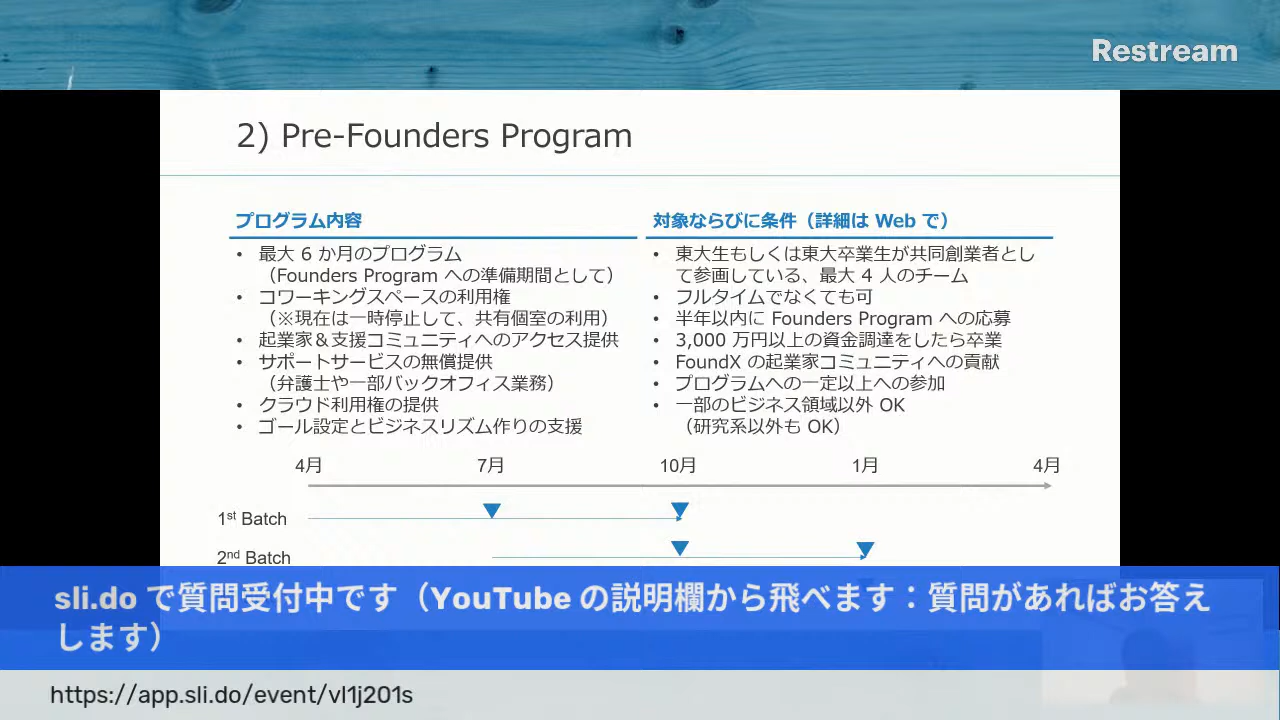 Restream
2) Pre-Founders Program
プログラム内容
• 最大 6 か月のプログラム
（Founders Program への準備期間として）
• コワーキングスペースの利用権
（※現在は一時停止して、共有個室の利用）
• 起業家＆支援コミュニティへのアクセス提供
• サポートサービスの無償提供
（弁護士や一部バックオフィス業務）
• クラウド利用権の提供
• ゴール設定とビジネスリズム作りの支援
対象ならびに条件（詳細は Web で）
• 東大生もしくは東大卒業生が共同創業者とし
て参画している、最大 4 人のチーム
• フルタイムでなくても可
• 半年以内に Founders Program への応募
• 3,000 万円以上の資金調達をしたら卒業
• FoundX の起業家コミュニティへの貢献
• プログラムへの一定以上への参加
• 一部のビジネス領域以外 OK
（研究系以外も OK）
4月 7月 10月 1月 4月
1st Batch
2nd Batch
sli.do で質問受付中です（YouTube の説明欄から飛べます：質問があればお答え
します）
https://app.sli.do/event/vl1j201s